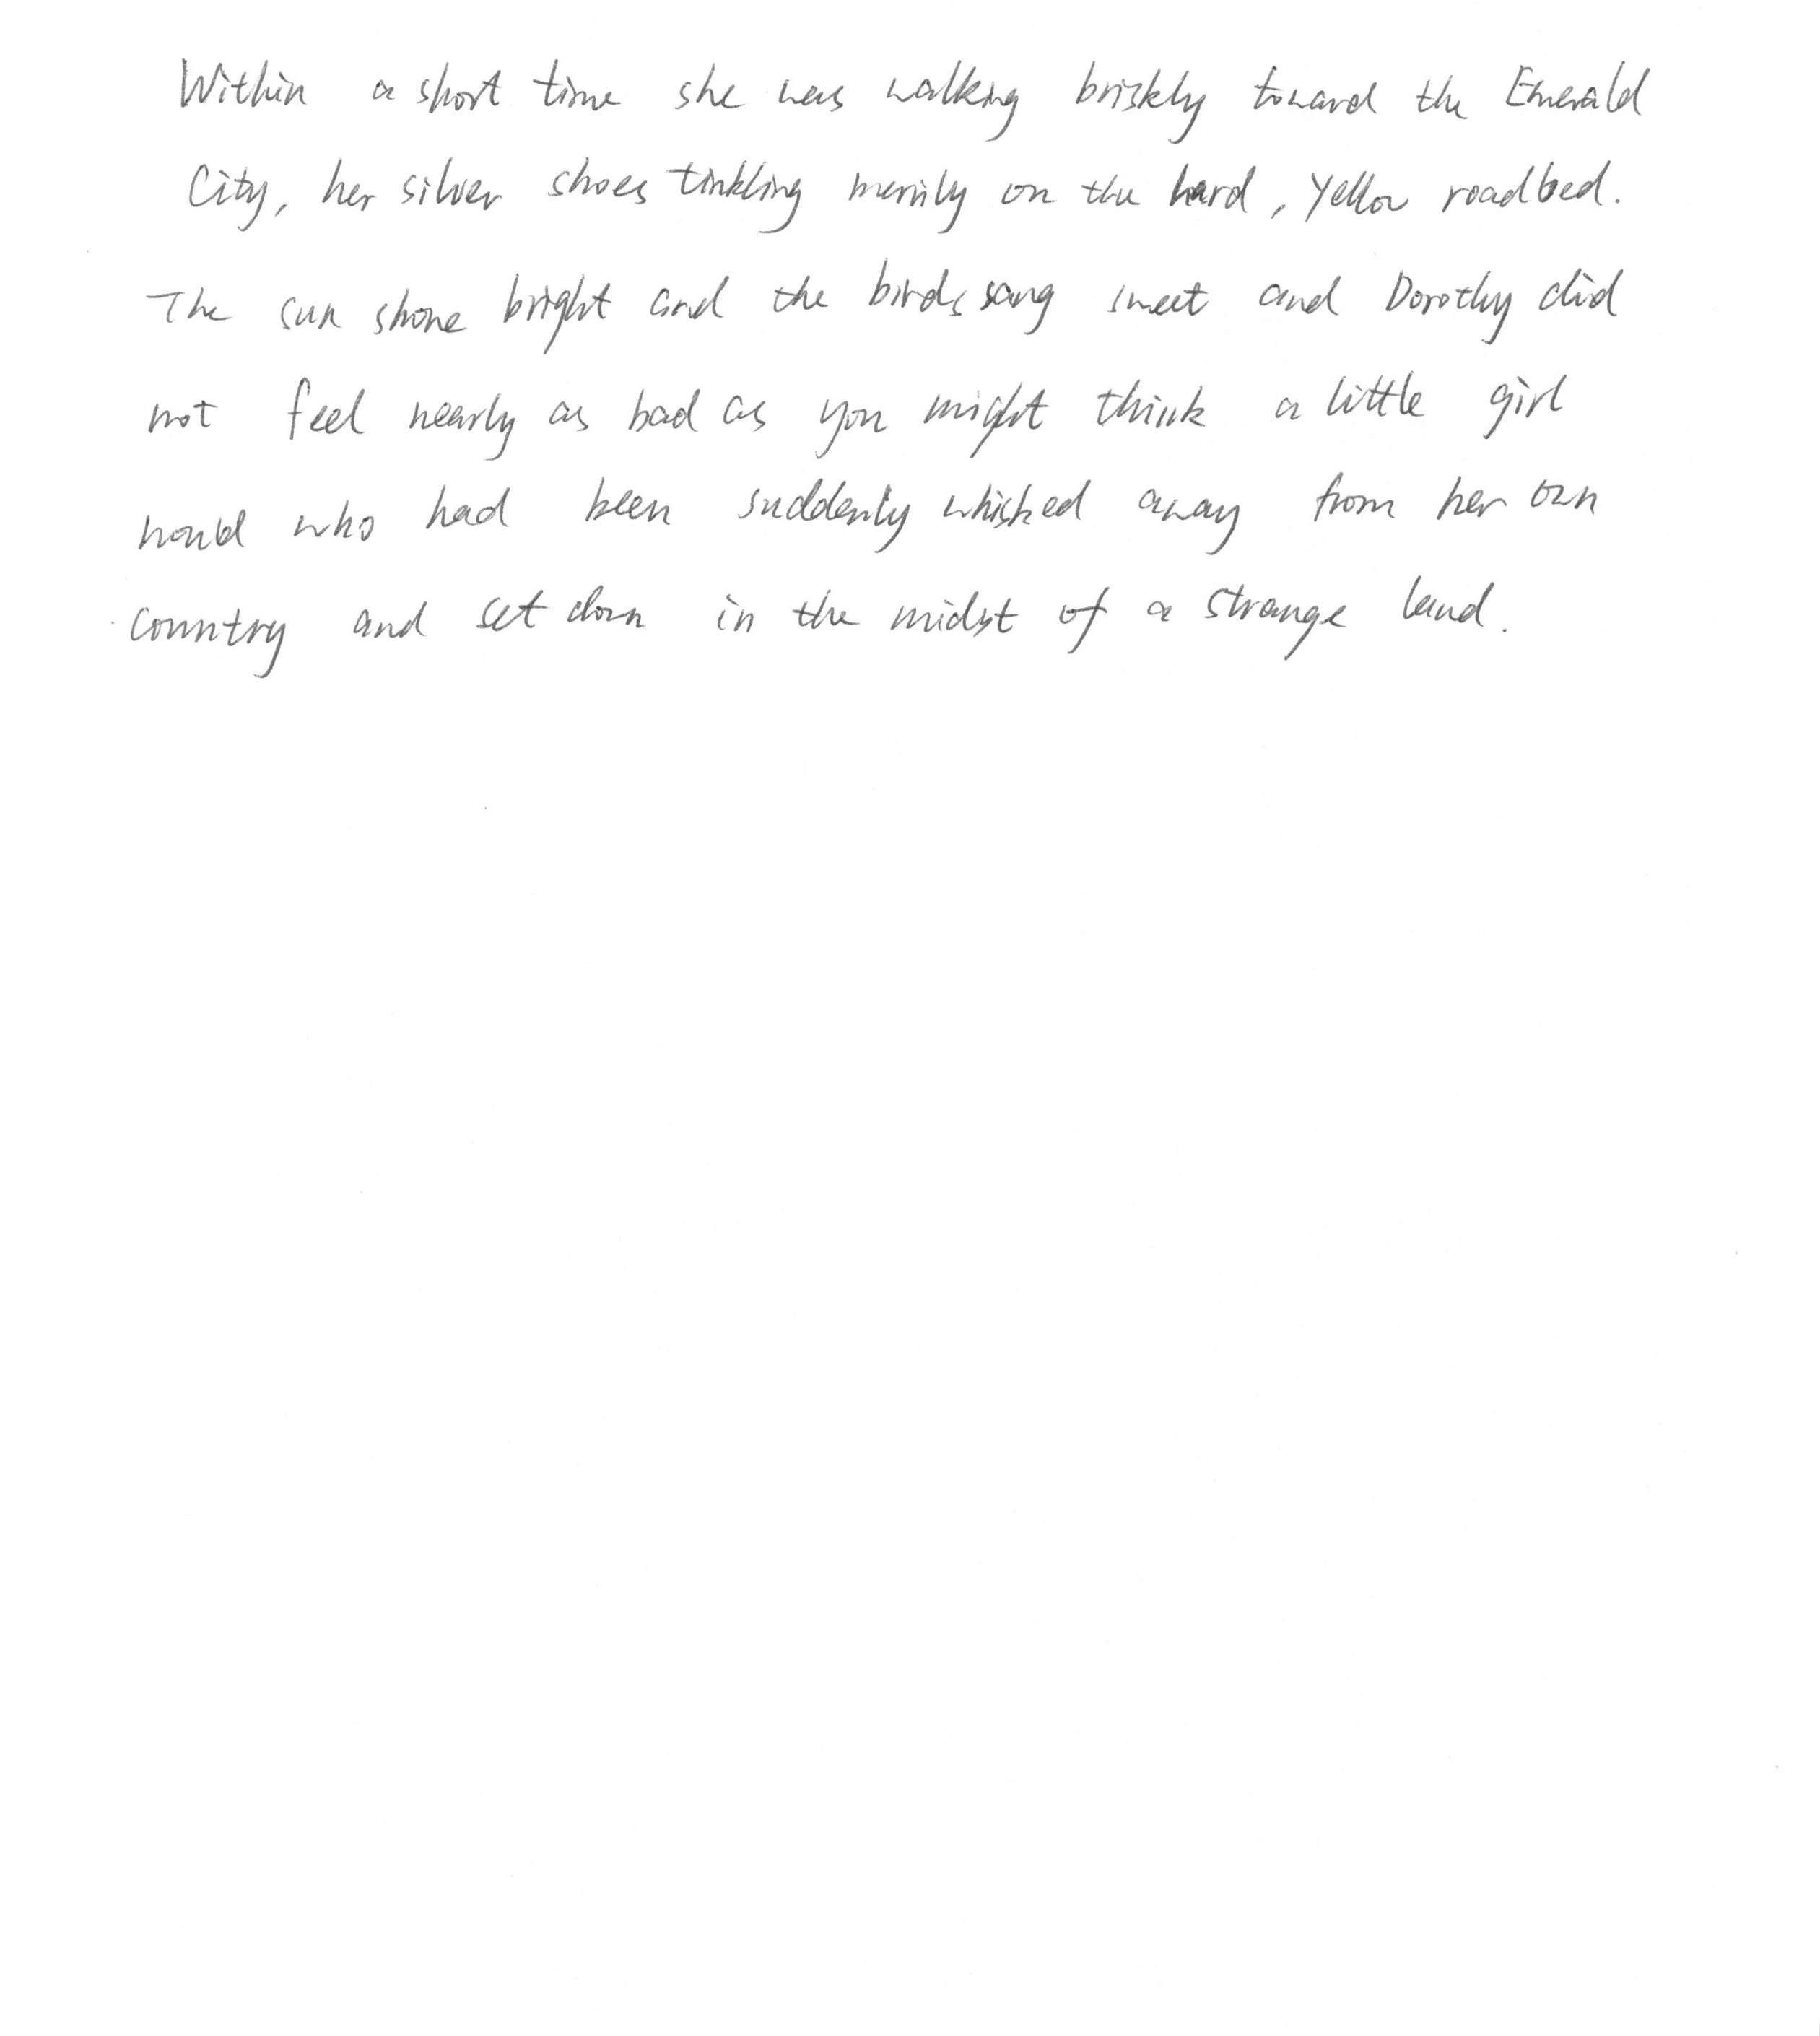 Within a short time she was walking briskly toward the Emerald
City, her silver shoes tinkling merrily on the hard, yellow roadbed.
The sun shone bright and the birds sang sweet and Dorothy did
not feel nearly as bad as you might think a little girl
would who had been suddenly whisked away from her own
country and set down in the midst of a strange land.